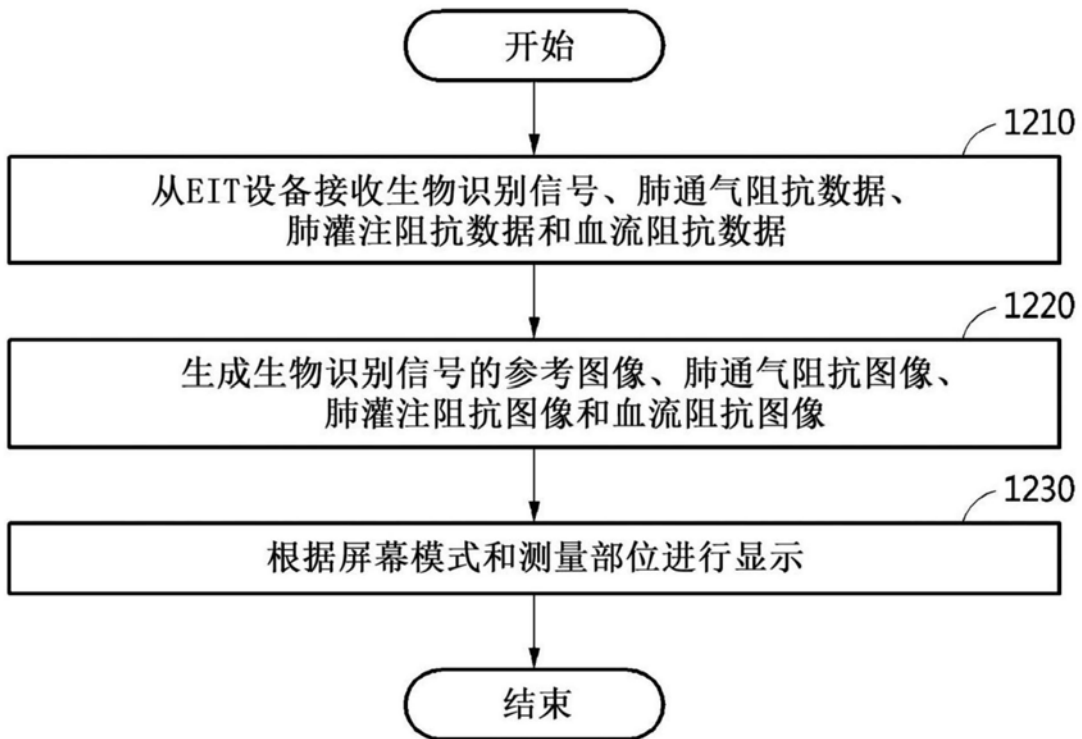 开始
1210
从EIT设备接收生物识别信号、肺通气阻抗数据、
肺灌注阻抗数据和血流阻抗数据
1220
生成生物识别信号的参考图像、肺通气阻抗图像、
肺灌注阻抗图像和血流阻抗图像
1230
根据屏幕模式和测量部位进行显示
结束